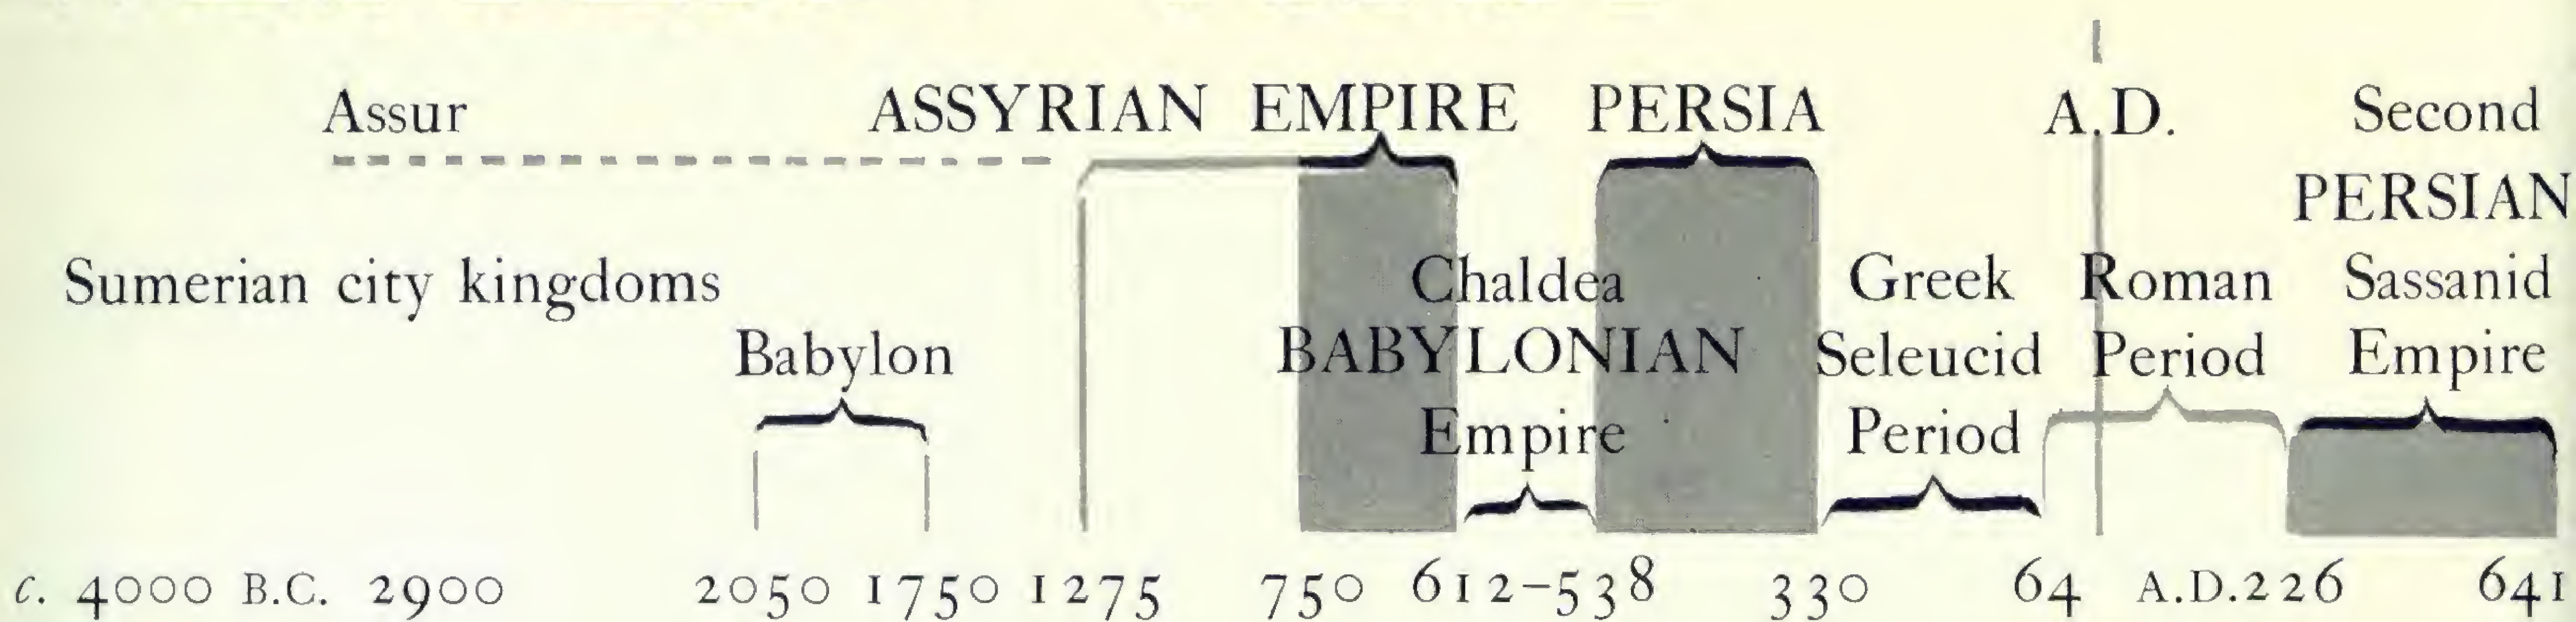 Assur ASSYRIAN EMPIRE PERSIA A.D. Second
PERSIAN
Sumerian city kingdoms Chaldea Greek Roman Sassanid
Babylon BABYLONIAN Seleucid Period Empire
Empire Period
c. 4000 B.C. 2900 2050 1750 1275 750 612–538 330 64 A.D.226 641